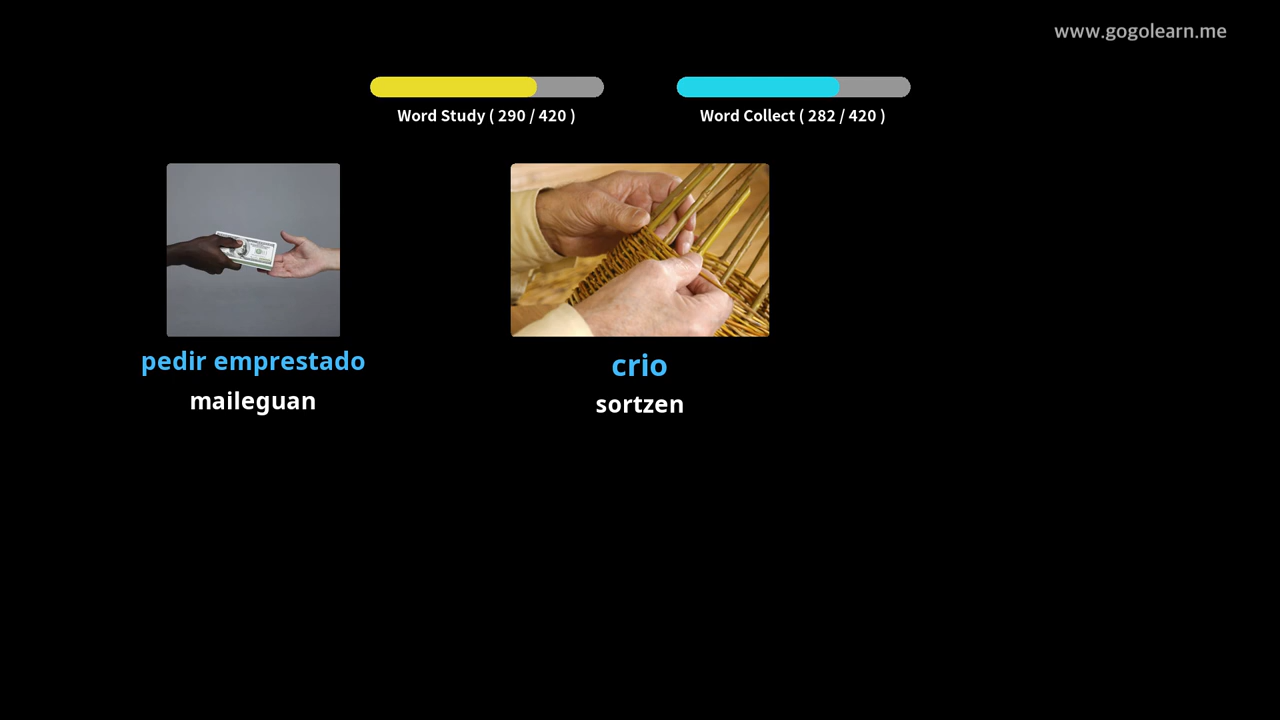 www.gogolearn.me
Word Study ( 290 / 420 )
Word Collect ( 282 / 420 )
pedir emprestado
maileguan
crio
sortzen